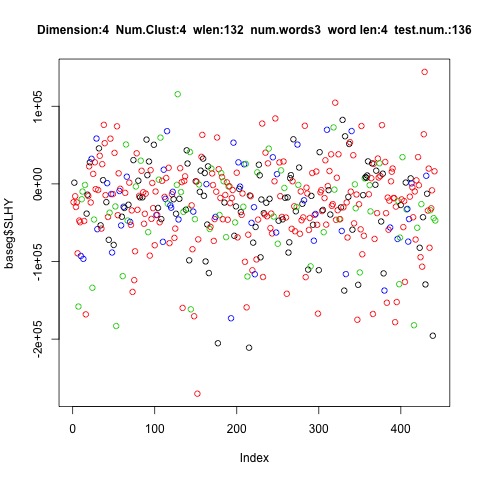 Dimension:4 Num.Clust:4 wlen:132 num.words3 word len:4 test.num.:136
baseg$SLHY
1e+05
0e+00
-1e+05
-2e+05
0 100 200 300 400
Index